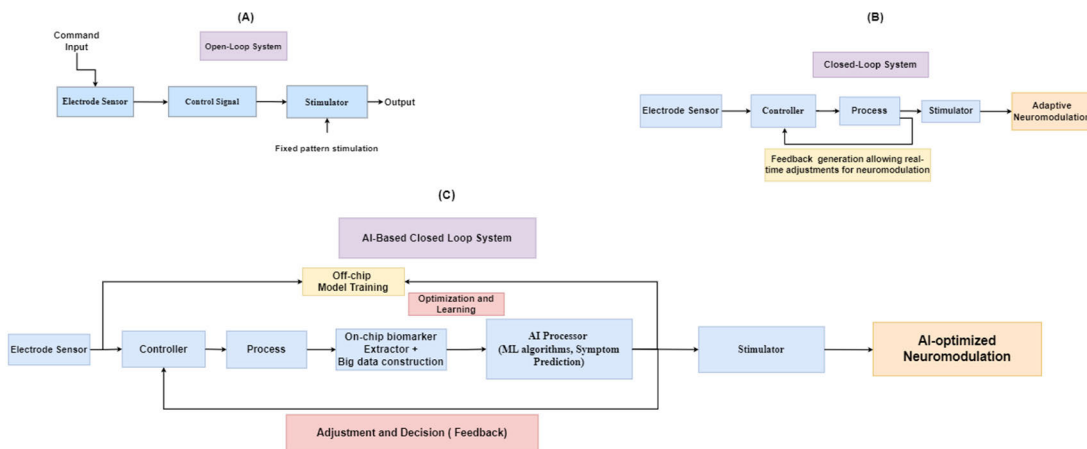 (A)
Command
Input
Open-Loop System
Electrode Sensor
Control Signal
Stimulator
Output
Fixed pattern stimulation
(B)
Closed-Loop System
Electrode Sensor
Controller
Process
Stimulator
Adaptive
Neuromodulation
Feedback generation allowing real-
time adjustments for neuromodulation
(C)
AI-Based Closed Loop System
Off-chip
Model Training
Optimization and
Learning
Electrode Sensor
Controller
Process
On-chip biomarker
Extractor +
Big data construction
AI Processor
(ML algorithms, Symptom
Prediction)
Stimulator
AI-optimized
Neuromodulation
Adjustment and Decision ( Feedback)